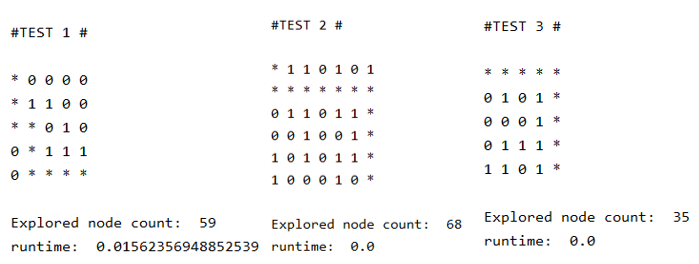 #TEST 1 #
* 0 0 0 0
* 1 1 0 0
* * 0 1 0
0 * 1 1 1
0 * * * *
Explored node count:  59
runtime:  0.01562356948852539
#TEST 2 #
* 1 1 0 1 0 1
* * * * * * *
0 1 1 0 1 1 *
0 0 1 0 0 1 *
1 0 1 0 1 1 *
1 0 0 0 1 0 *
Explored node count:  68
runtime:  0.0
#TEST 3 #
* * * * *
0 1 0 1 *
0 0 0 1 *
0 1 1 1 *
1 1 0 1 *
Explored node count:  35
runtime:  0.0